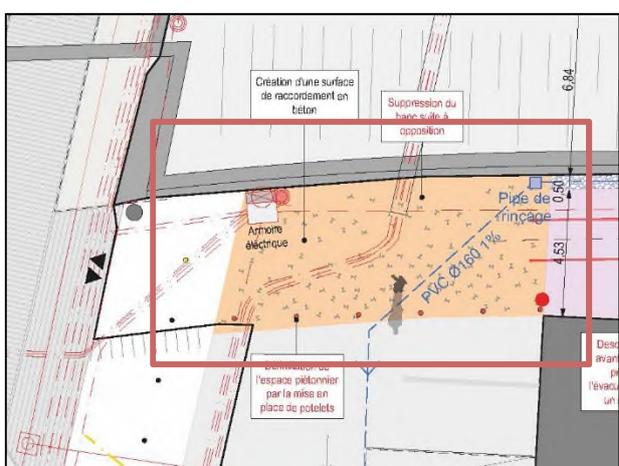 Création d'une surface
de raccordement en
béton
Suppression du
banc suite à
opposition
6,84
0,50
4,53
Pipe de
rinçage
PVC Ø160 1%
Armoire
électrique
Délimitation de
l'espace piétonnier
par la mise en
place de potelets
avant
l'évacu
un